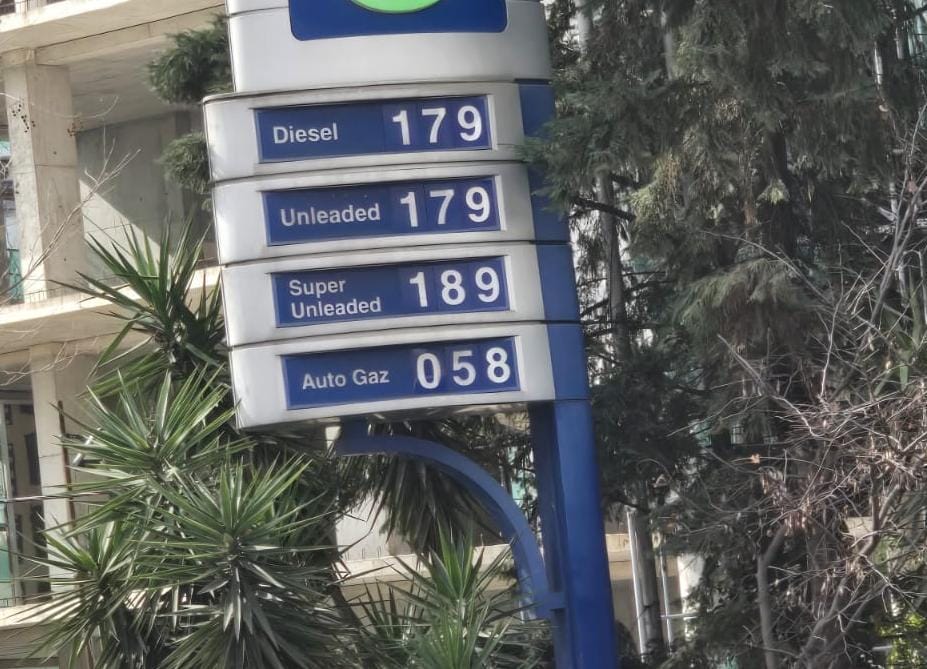 Diesel 179
Unleaded 179
Super
Unleaded 189
Auto Gaz 058